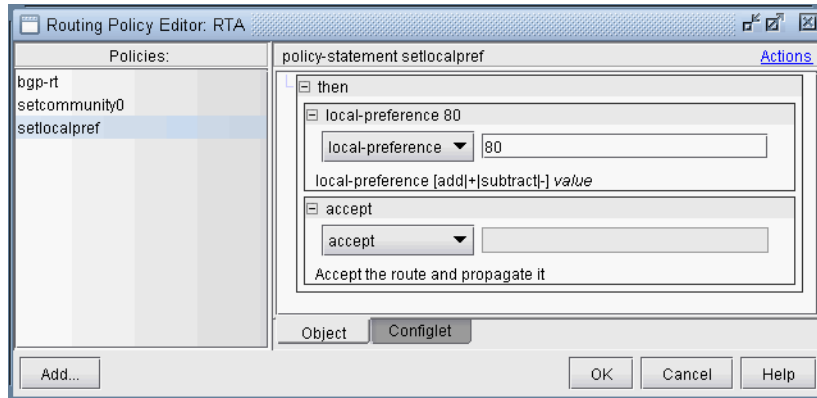 Routing Policy Editor: RTA
Policies:
policy-statement setlocalpref
Actions
bgp-rt
setcommunity0
setlocalpref
then
local-preference 80
local-preference
80
local-preference [add|+|subtract|-] value
accept
accept
Accept the route and propagate it
Object
Configlet
Add...
OK
Cancel
Help